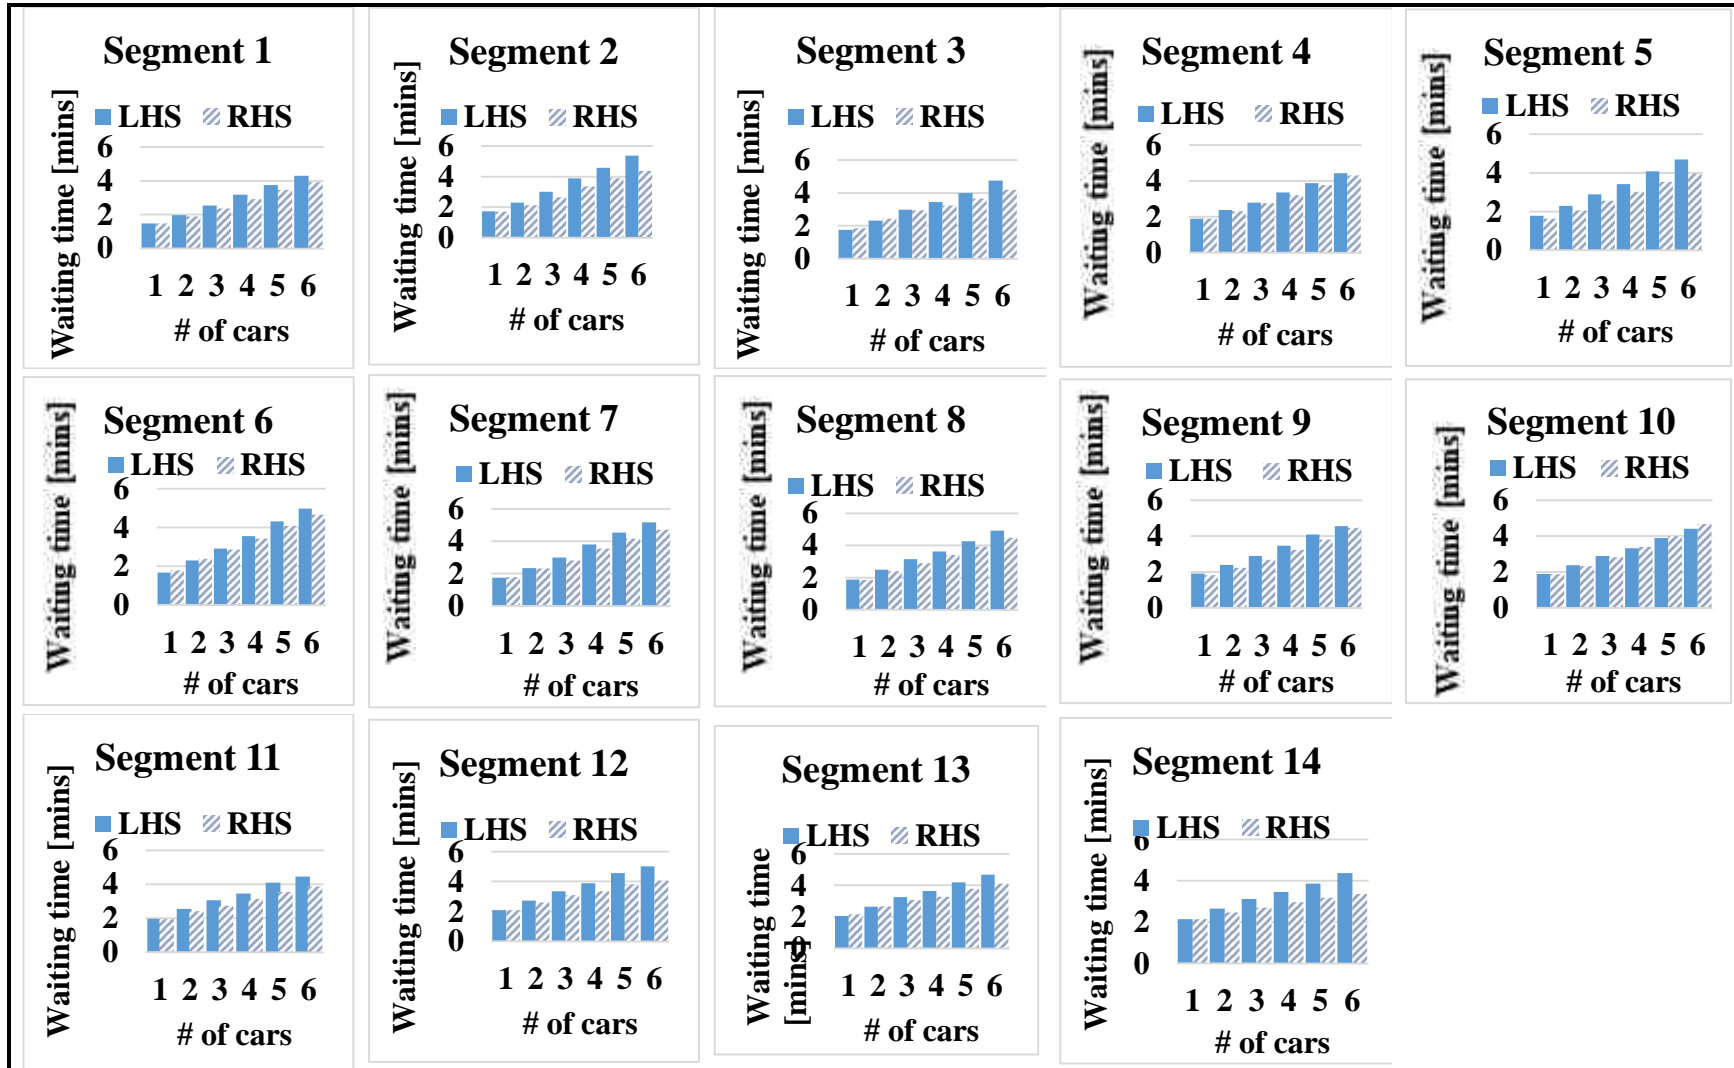 Segment 1
Waiting time [mins]
LHS RHS
6
4
2
0
1 2 3 4 5 6
# of cars
Segment 2
Waiting time [mins]
LHS RHS
6
4
2
0
1 2 3 4 5 6
# of cars
Segment 3
Waiting time [mins]
LHS RHS
6
4
2
0
1 2 3 4 5 6
# of cars
Segment 4
Waiting time [mins]
LHS RHS
6
4
2
0
1 2 3 4 5 6
# of cars
Segment 5
Waiting time [mins]
LHS RHS
6
4
2
0
1 2 3 4 5 6
# of cars
Segment 6
Waiting time [mins]
LHS RHS
6
4
2
0
1 2 3 4 5 6
# of cars
Segment 7
Waiting time [mins]
LHS RHS
6
4
2
0
1 2 3 4 5 6
# of cars
Segment 8
Waiting time [mins]
LHS RHS
6
4
2
0
1 2 3 4 5 6
# of cars
Segment 9
Waiting time [mins]
LHS RHS
6
4
2
0
1 2 3 4 5 6
# of cars
Segment 10
Waiting time [mins]
LHS RHS
6
4
2
0
1 2 3 4 5 6
# of cars
Segment 11
Waiting time [mins]
LHS RHS
6
4
2
0
1 2 3 4 5 6
# of cars
Segment 12
Waiting time [mins]
LHS RHS
6
4
2
0
1 2 3 4 5 6
# of cars
Segment 13
Waiting time
[mins]
LHS RHS
6
4
2
0
1 2 3 4 5 6
# of cars
Segment 14
Waiting time [mins]
LHS RHS
6
4
2
0
1 2 3 4 5 6
# of cars